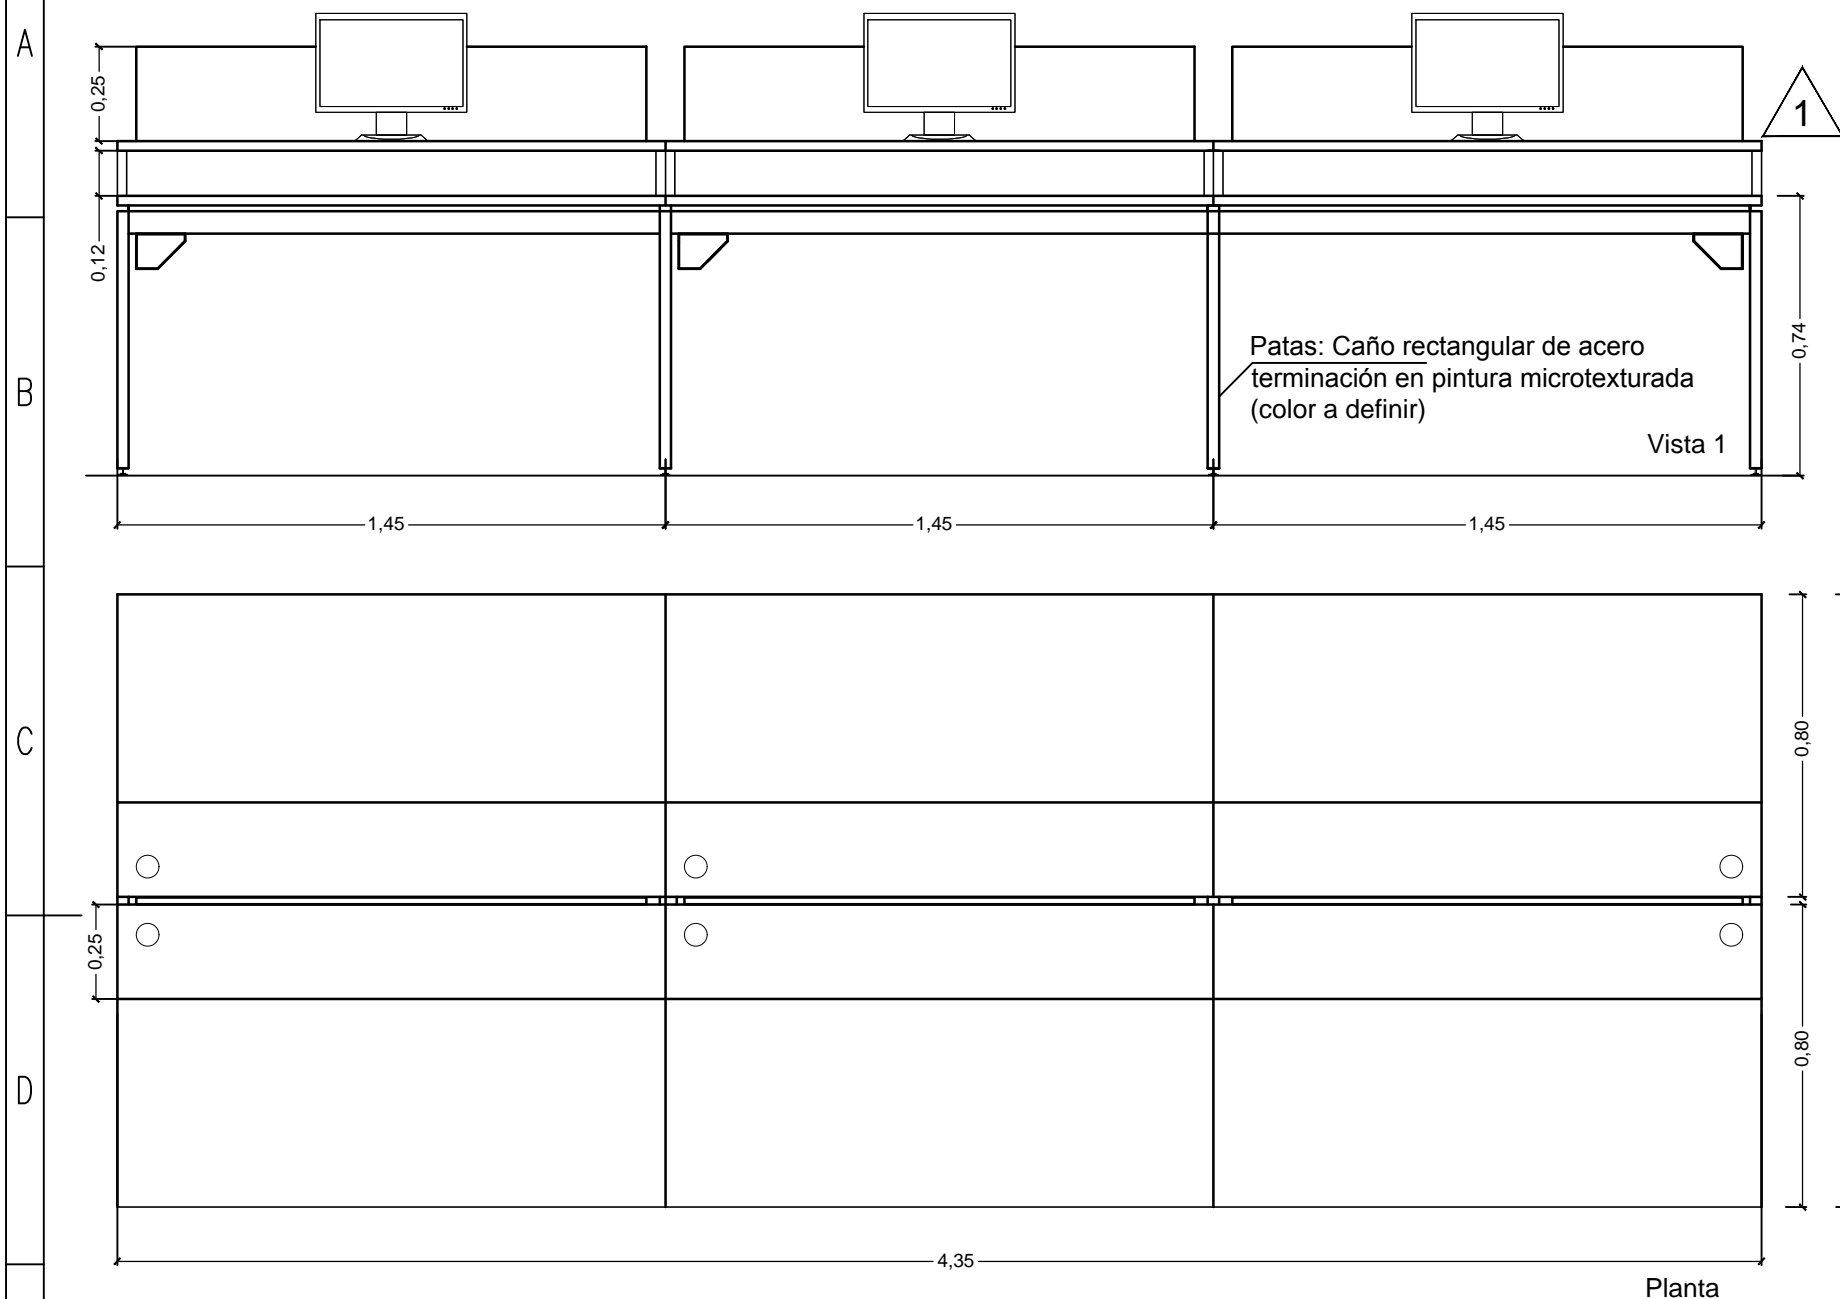 A
0,25
1
0,12
B
0,74
Patas: Caño rectangular de acero
terminación en pintura microtexturada
(color a definir)
Vista 1
1,45
1,45
1,45
C
0,80
0,25
D
0,80
4,35
Planta